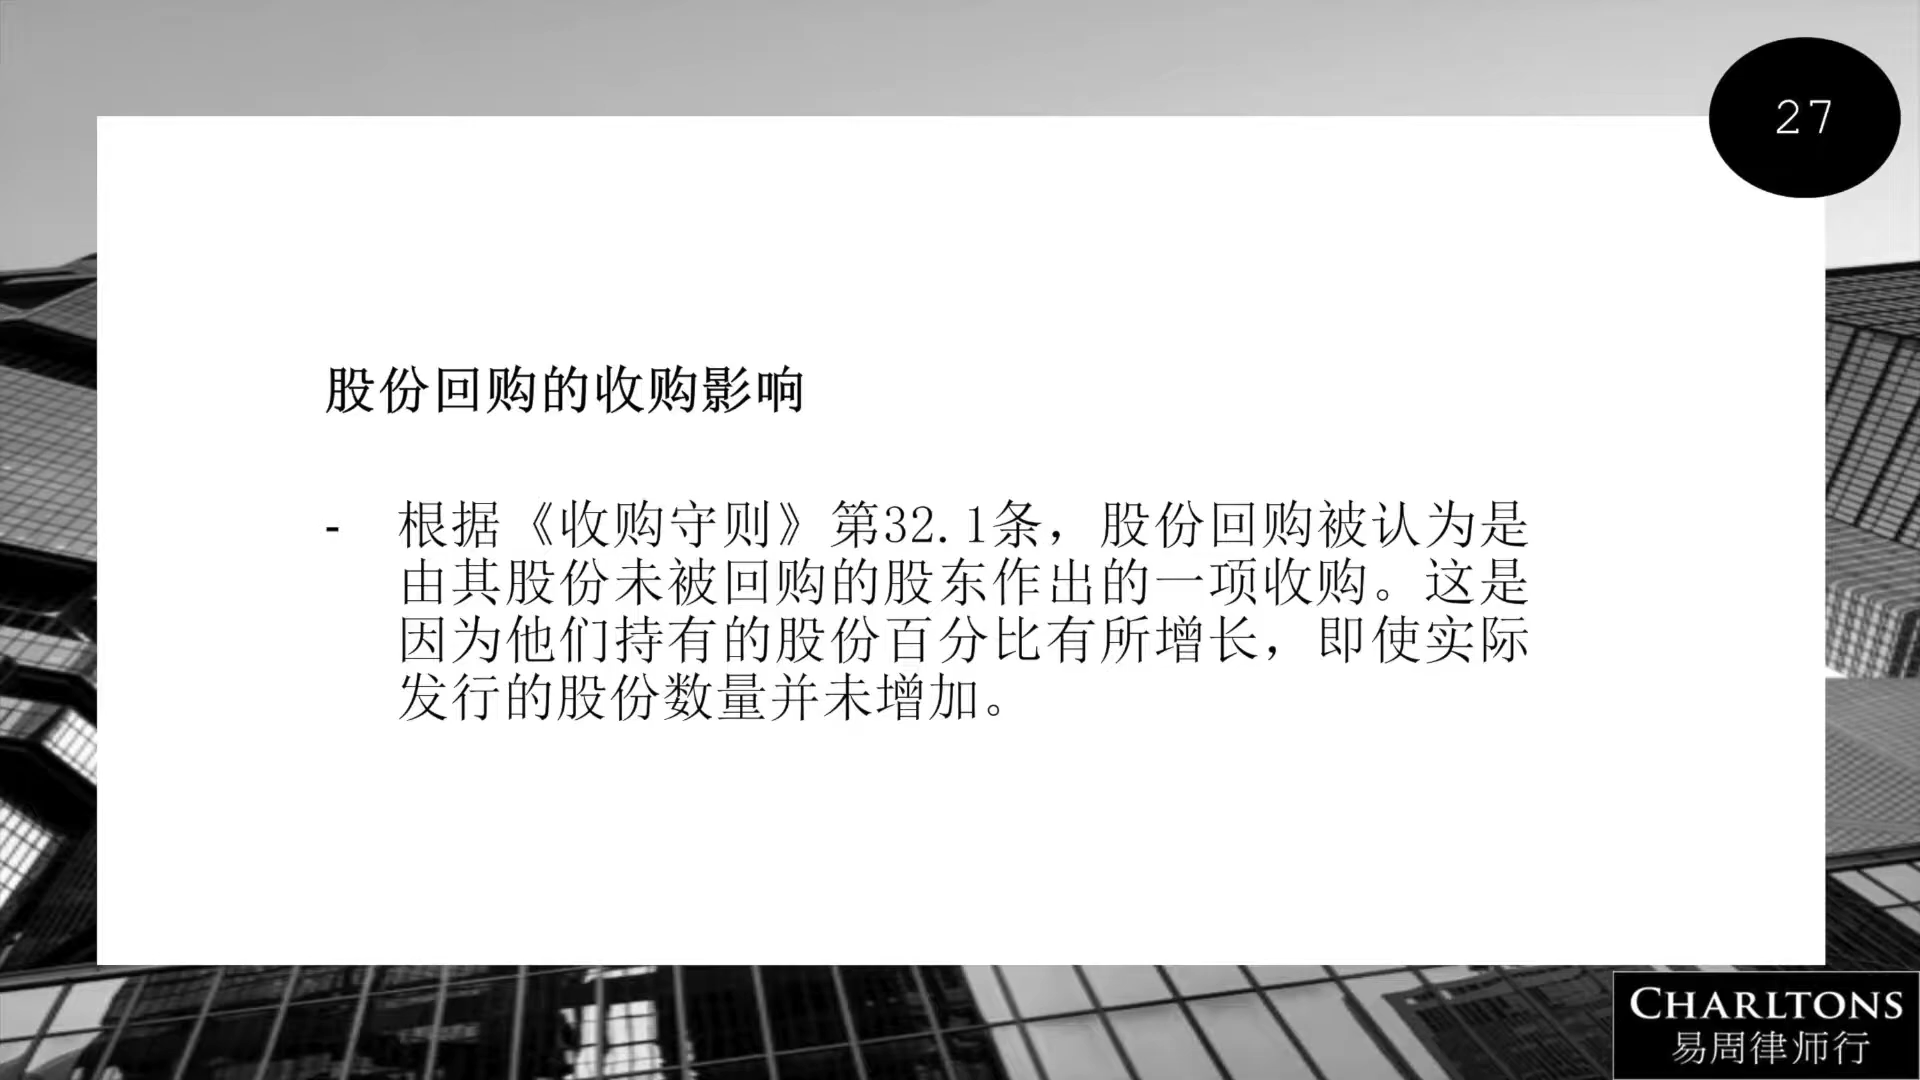 27
股份回购的收购影响
- 根据《收购守则》第32.1条，股份回购被认为是
由其股份未被回购的股东作出的一项收购。这是
因为他们持有的股份百分比有所增长，即使实际
发行的股份数量并未增加。
CHARLTONS
易周律师行